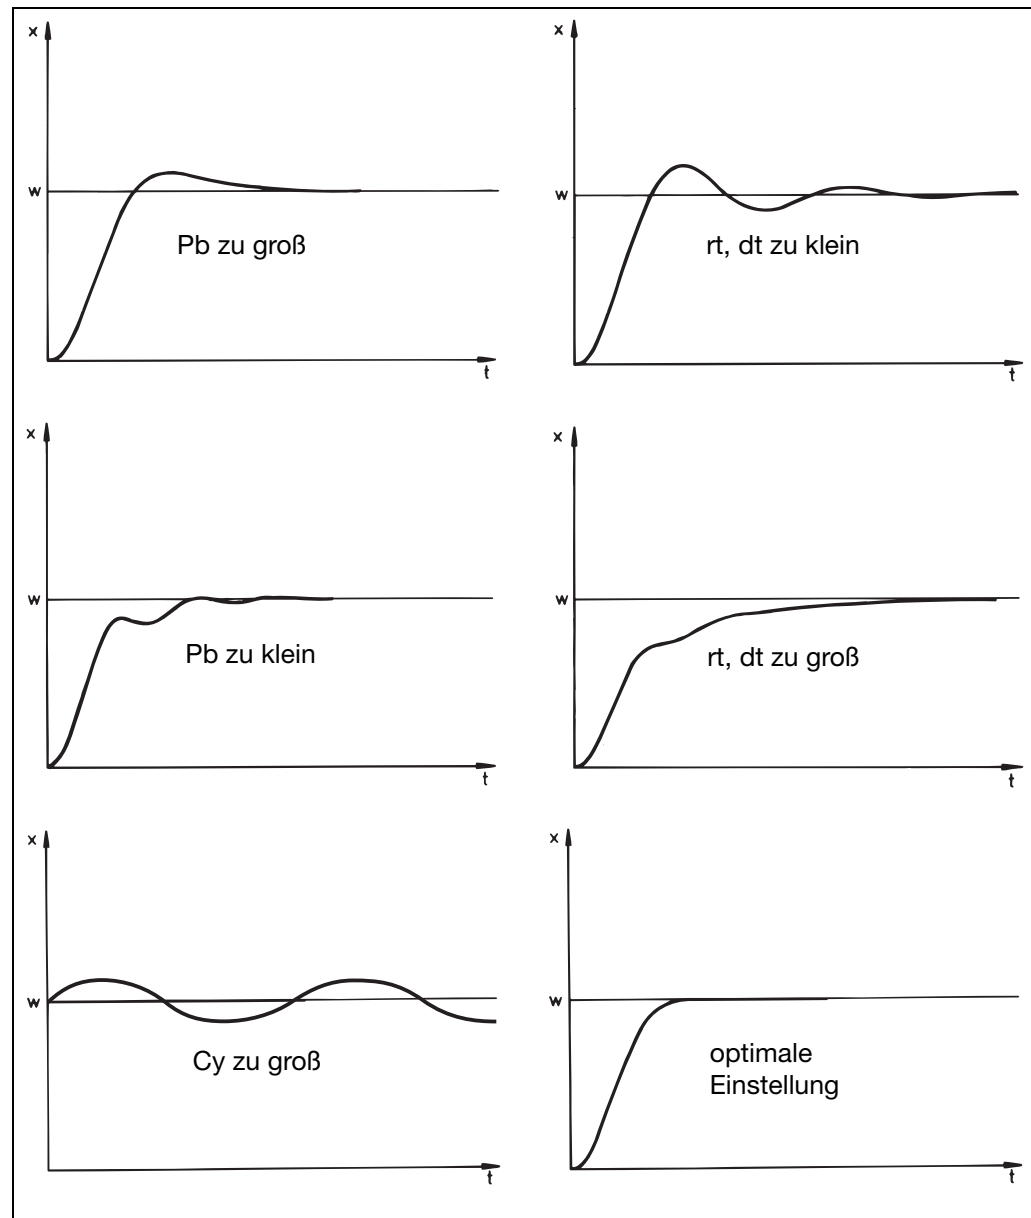 x
w
Pb zu groß
t
x
w
rt, dt zu klein
t
x
w
Pb zu klein
t
x
w
rt, dt zu groß
t
x
w
Cy zu groß
t
x
w
optimale
Einstellung
t